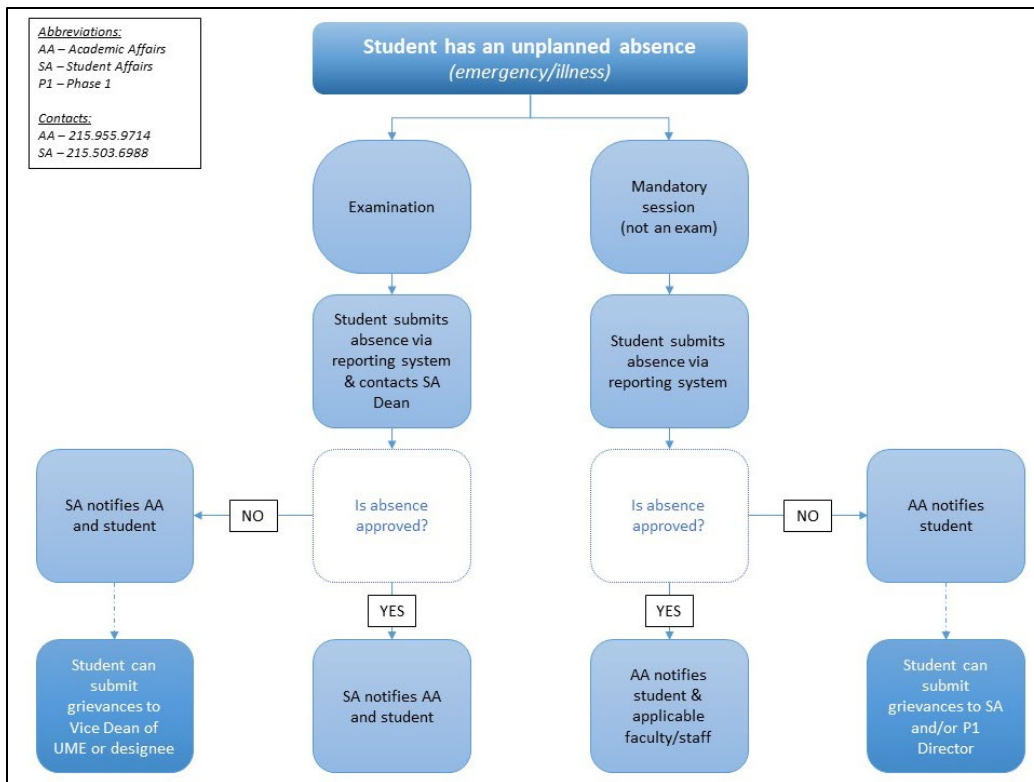 Abbreviations:
AA – Academic Affairs
SA – Student Affairs
P1 – Phase 1
Contacts:
AA – 215.955.9714
SA – 215.503.6988
Student has an unplanned absence
(emergency/illness)
Examination
Mandatory
session
(not an exam)
Student submits
absence via
reporting system
& contacts SA
Dean
Student submits
absence via
reporting system
SA notifies AA
and student
NO
Is absence
approved?
Is absence
approved?
NO
AA notifies
student
YES
YES
Student can
submit
grievances to
Vice Dean of
UME or designee
SA notifies AA
and student
AA notifies
student &
applicable
faculty/staff
Student can
submit
grievances to SA
and/or P1
Director